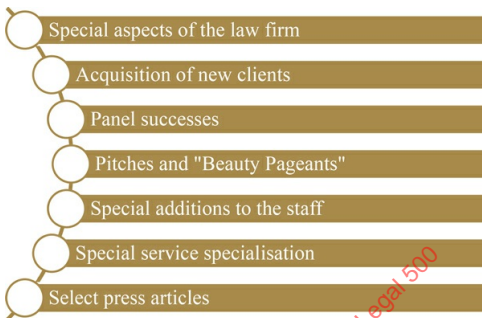 Special aspects of the law firm
Acquisition of new clients
Panel successes
Pitches and "Beauty Pageants"
Special additions to the staff
Special service specialisation
Select press articles
Legal 500